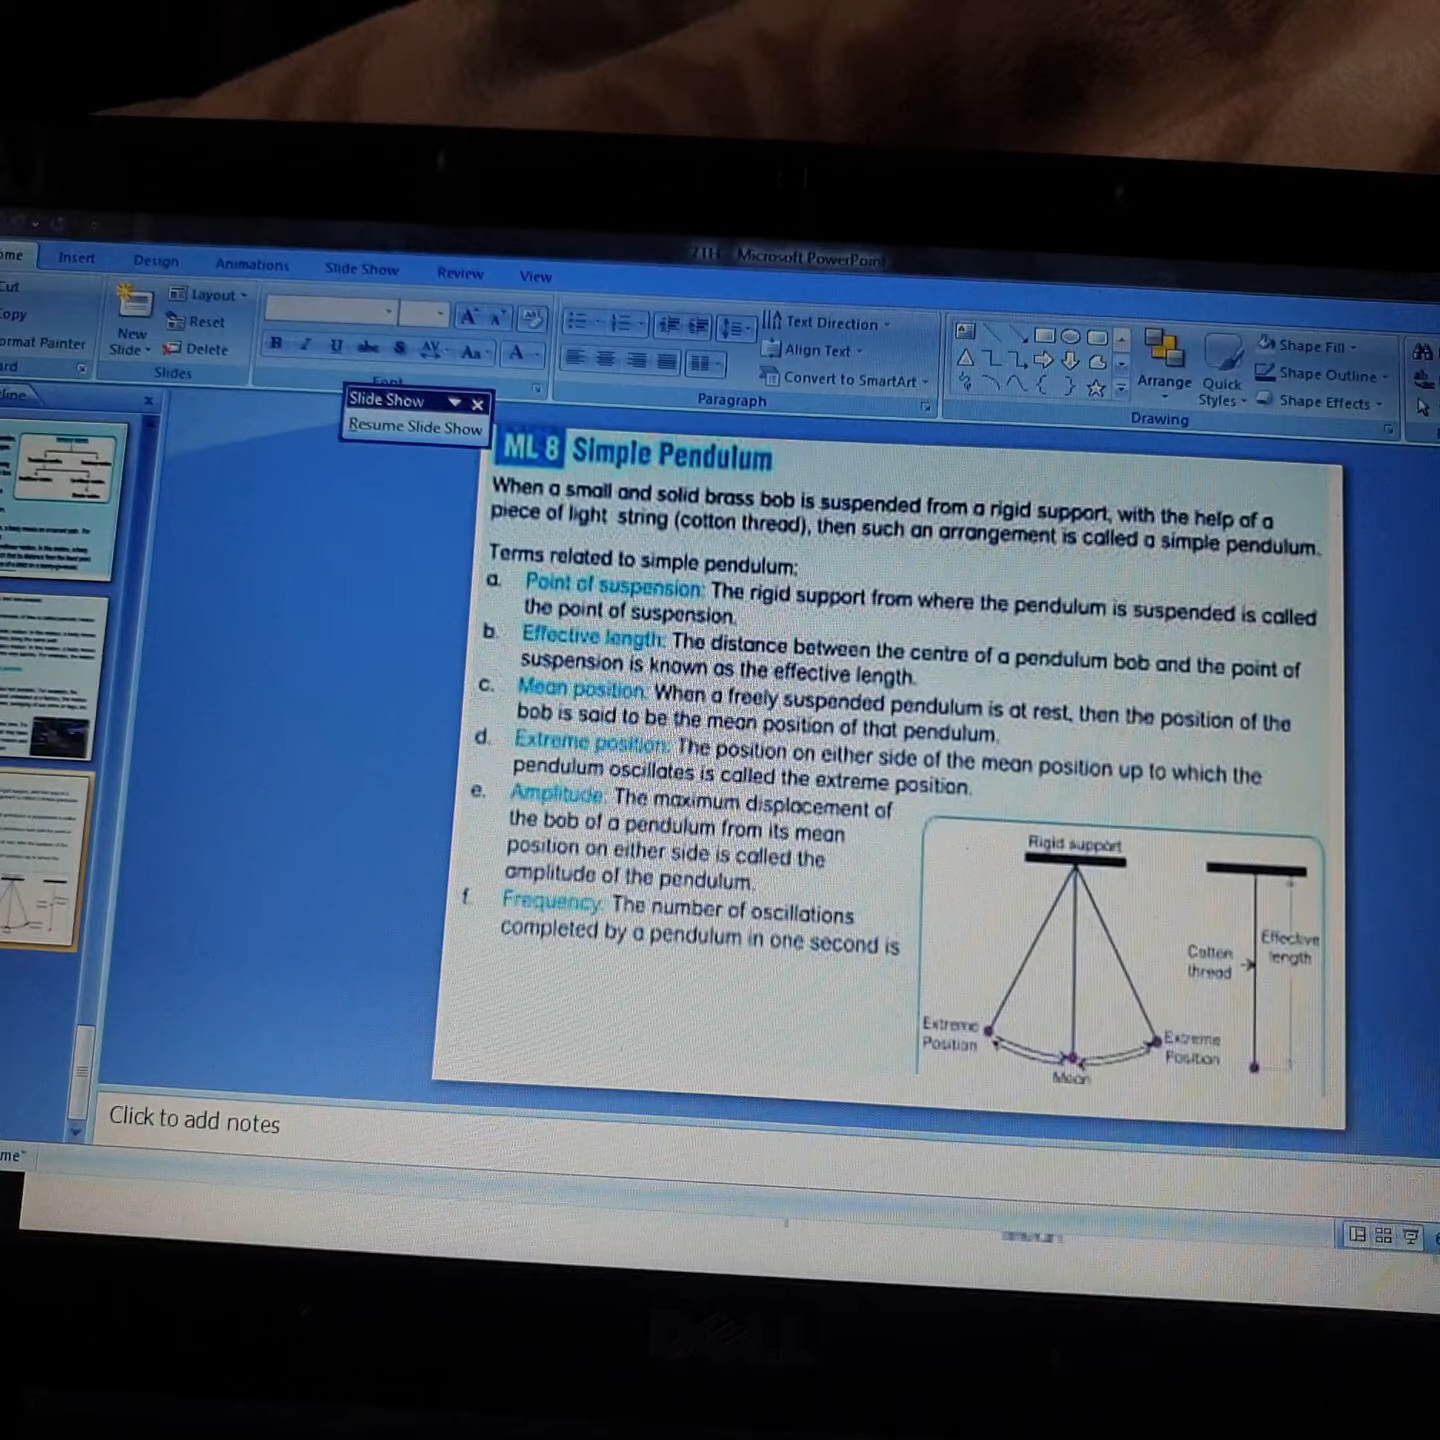 7TH - Microsoft PowerPoint
Insert
Design
Animations
Slide Show
Review
View
New
Slide
Layout
Reset
Delete
Slides
Format Painter
Text Direction
Align Text
Convert to SmartArt
Paragraph
Arrange
Quick
Styles
Shape Fill
Shape Outline
Shape Effects
Drawing
Slide Show
Resume Slide Show
ML 8 Simple Pendulum
When a small and solid brass bob is suspended from a rigid support, with the help of a
piece of light string (cotton thread), then such an arrangement is called a simple pendulum.
Terms related to simple pendulum:
a. Point of suspension: The rigid support from where the pendulum is suspended is called
the point of suspension.
b. Effective length: The distance between the centre of a pendulum bob and the point of
suspension is known as the effective length.
c. Mean position: When a freely suspended pendulum is at rest, then the position of the
bob is said to be the mean position of that pendulum.
d. Extreme position: The position on either side of the mean position up to which the
pendulum oscillates is called the extreme position.
e. Amplitude: The maximum displacement of
the bob of a pendulum from its mean
position on either side is called the
amplitude of the pendulum.
f. Frequency: The number of oscillations
completed by a pendulum in one second is
Rigid support
Extreme
Position
Mean
Extreme
Position
Cotten
thread
Effective
length
Click to add notes
DELL